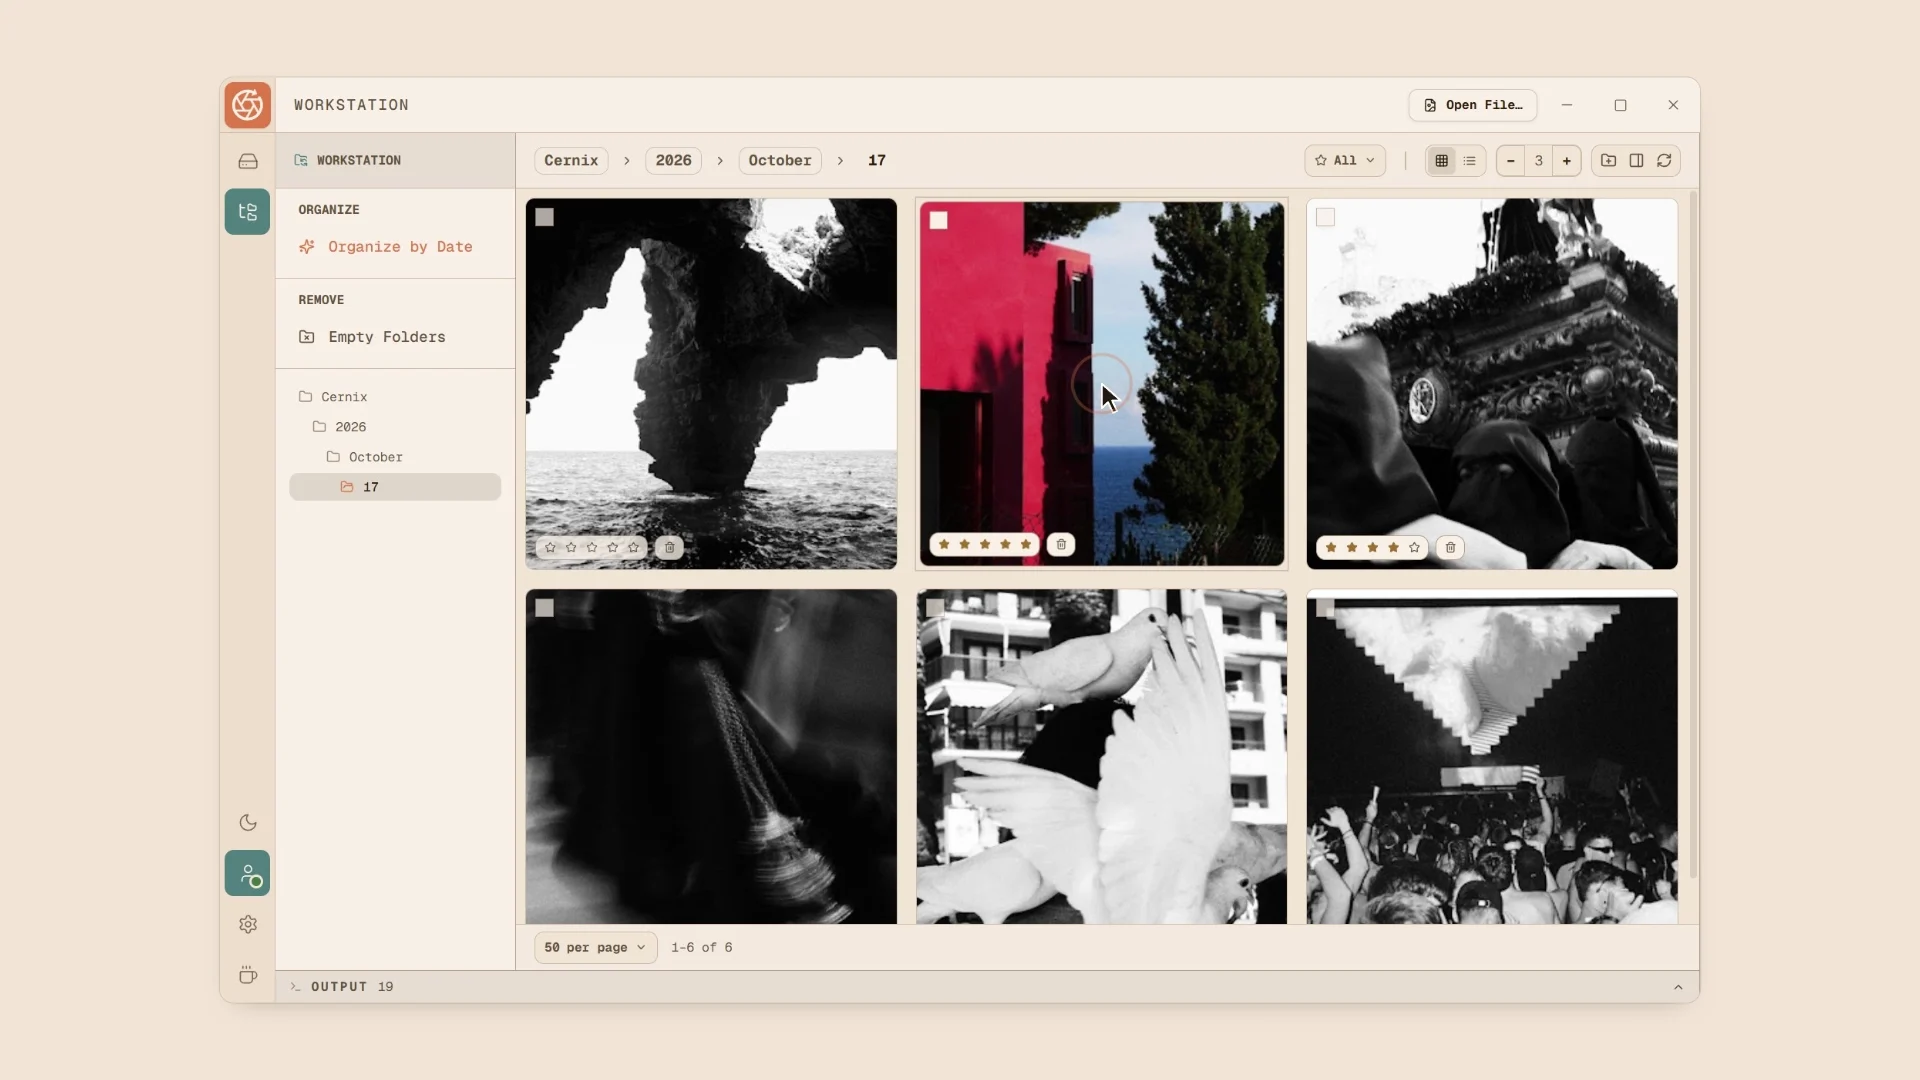 WORKSTATION
Open File…
WORKSTATION
Cernix
2026
October
17
All
3
ORGANIZE
Organize by Date
REMOVE
Empty Folders
Cernix
2026
October
17
50 per page
1–6 of 6
OUTPUT 19